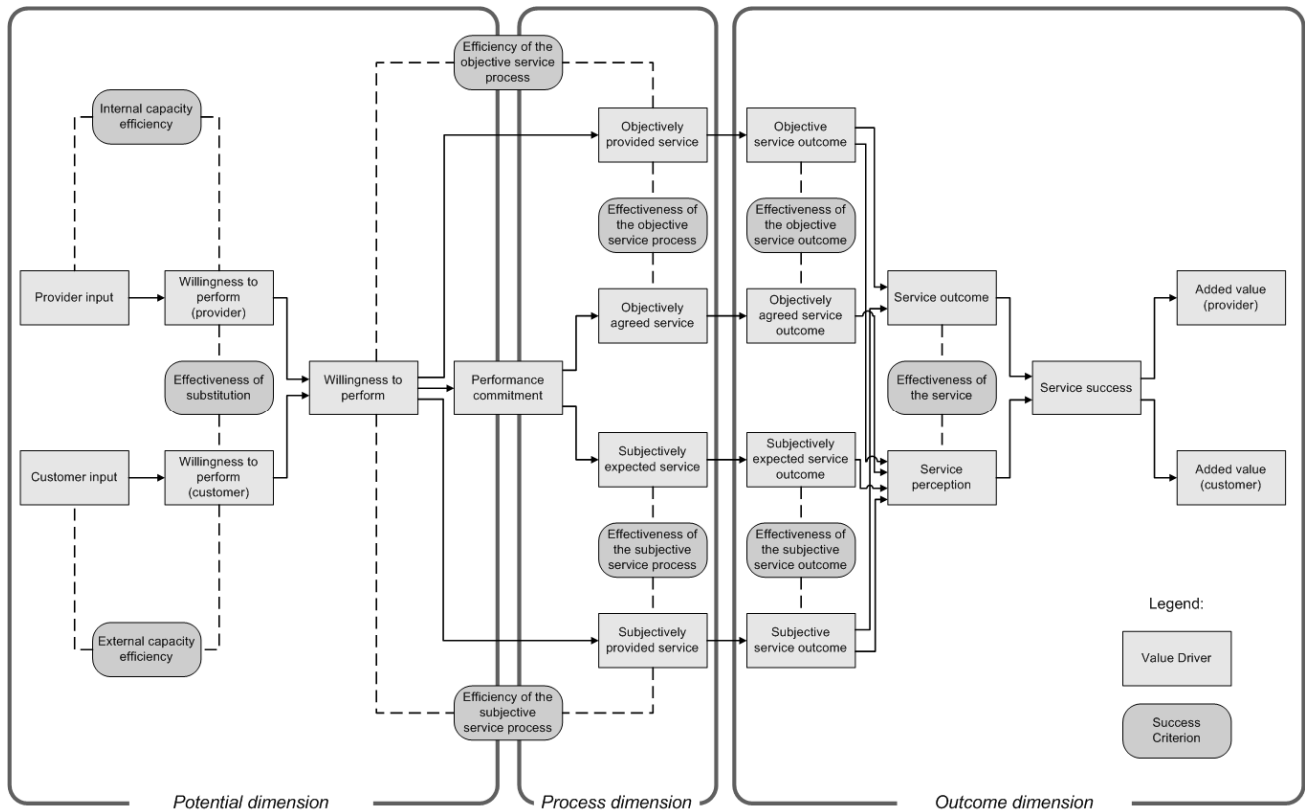 Efficiency of the
objective service
process
Internal capacity
efficiency
Objectively
provided service
Objective
service outcome
Effectiveness of
the objective
service process
Effectiveness of
the objective
service outcome
Provider input
Willingness to
perform
(provider)
Objectively
agreed service
Objectively
agreed service
outcome
Service outcome
Added value
(provider)
Effectiveness of
substitution
Willingness to
perform
Performance
commitment
Effectiveness of
the service
Service success
Customer input
Willingness to
perform
(customer)
Subjectively
expected service
Subjectively
expected service
outcome
Service
perception
Added value
(customer)
Effectiveness of
the subjective
service process
Effectiveness of
the subjective
service outcome
External capacity
efficiency
Subjectively
provided service
Subjective
service outcome
Efficiency of the
subjective
service process
Legend:
Value Driver
Success
Criterion
Potential dimension
Process dimension
Outcome dimension